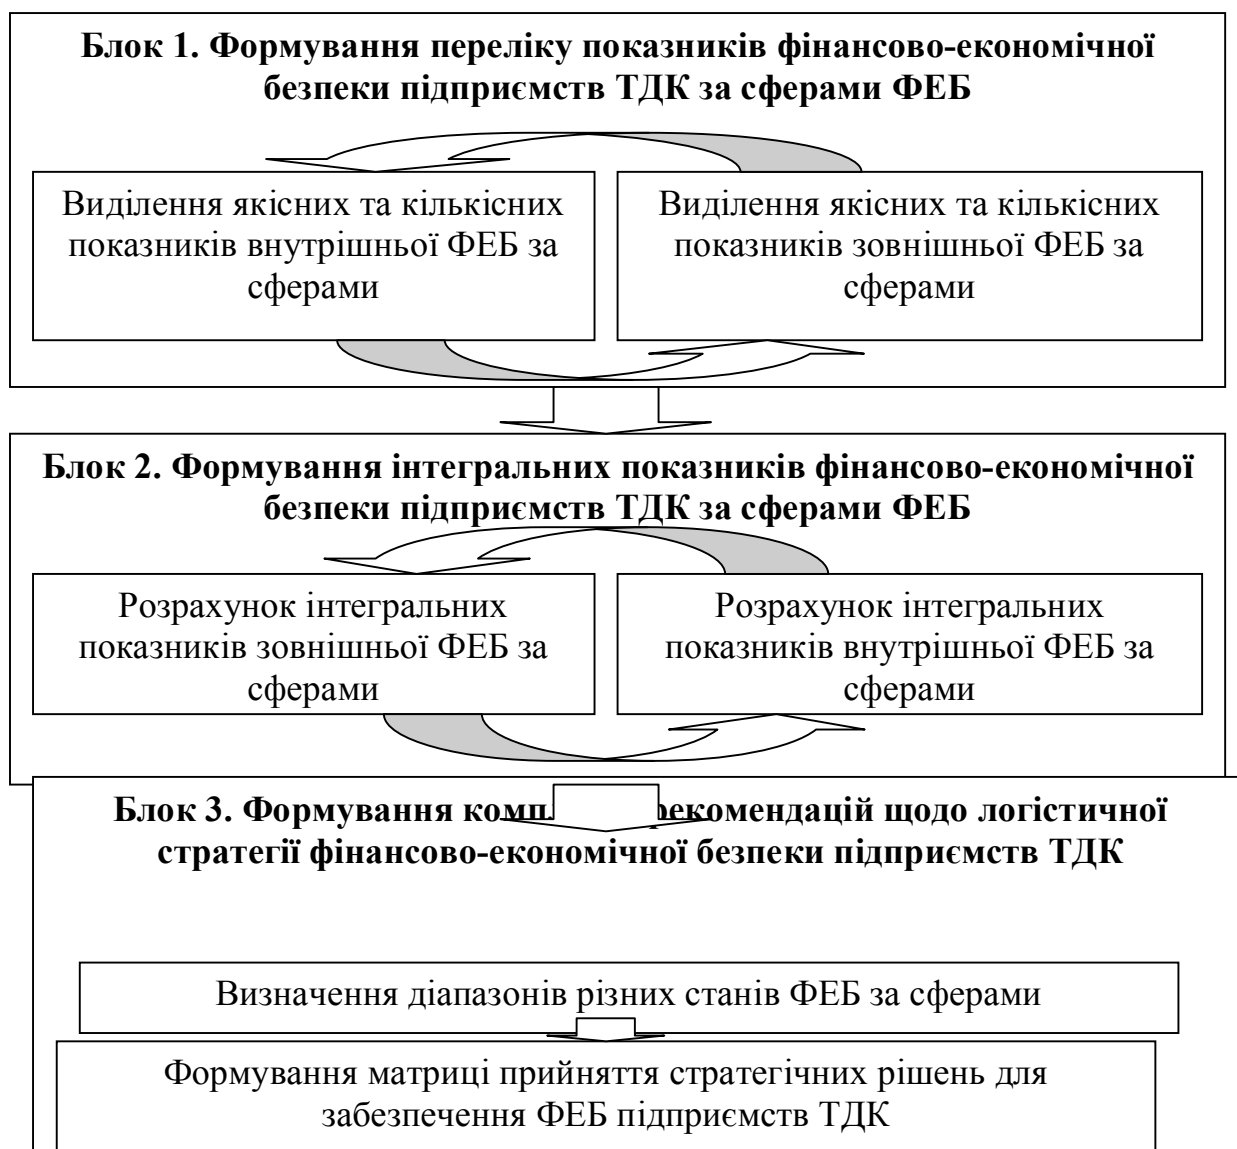 Блок 1. Формування переліку показників фінансово-економічної
безпеки підприємств ТДК за сферами ФЕБ
Виділення якісних та кількісних
показників внутрішньої ФЕБ за
сферами
Виділення якісних та кількісних
показників зовнішньої ФЕБ за
сферами
Блок 2. Формування інтегральних показників фінансово-економічної
безпеки підприємств ТДК за сферами ФЕБ
Розрахунок інтегральних
показників зовнішньої ФЕБ за
сферами
Розрахунок інтегральних
показників внутрішньої ФЕБ за
сферами
Блок 3. Формування рекомендацій щодо логістичної
стратегії фінансово-економічної безпеки підприємств ТДК
Визначення діапазонів різних станів ФЕБ за сферами
Формування матриці прийняття стратегічних рішень для
забезпечення ФЕБ підприємств ТДК